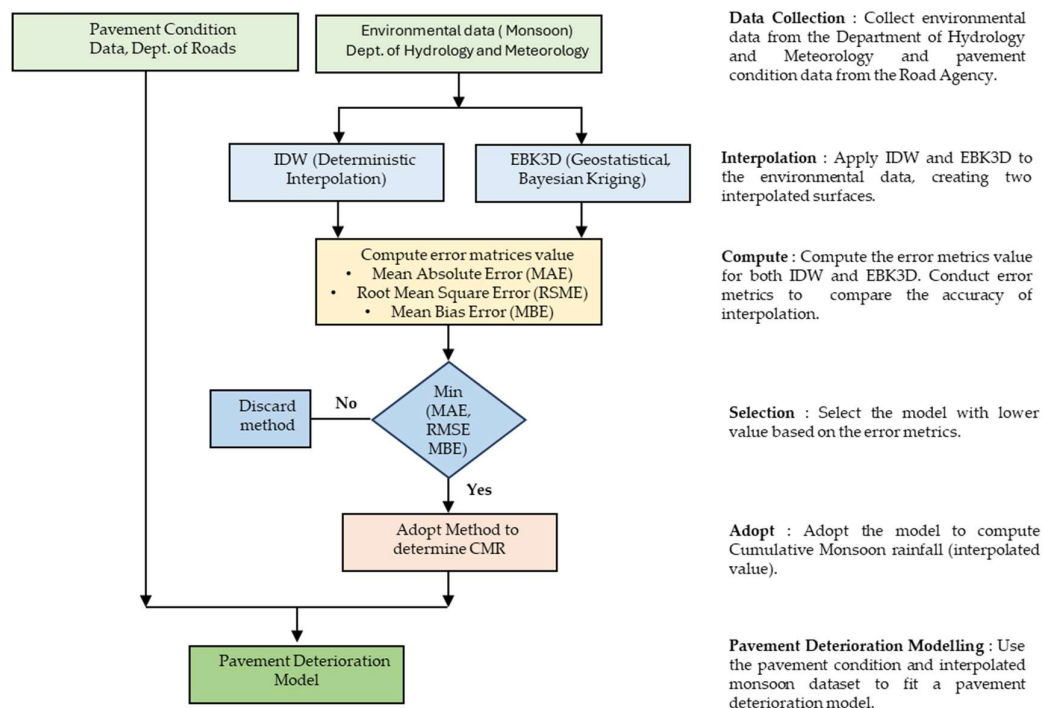 Pavement Condition
Data, Dept. of Roads
Environmental data ( Monsoon)
Dept. of Hydrology and Meteorology
Data Collection : Collect environmental
data from the Department of Hydrology
and Meteorology and pavement
condition data from the Road Agency.
IDW (Deterministic
Interpolation)
EBK3D (Geostatistical,
Bayesian Kriging)
Interpolation : Apply IDW and EBK3D to
the environmental data, creating two
interpolated surfaces.
Compute error matrices value
• Mean Absolute Error (MAE)
• Root Mean Square Error (RSME)
• Mean Bias Error (MBE)
Compute : Compute the error metrics value
for both IDW and EBK3D. Conduct error
metrics to compare the accuracy of
interpolation.
Discard
method
No
Min
(MAE,
RMSE
MBE)
Yes
Selection : Select the model with lower
value based on the error metrics.
Adopt Method to
determine CMR
Adopt : Adopt the model to compute
Cumulative Monsoon rainfall (interpolated
value).
Pavement Deterioration
Model
Pavement Deterioration Modelling : Use
the pavement condition and interpolated
monsoon dataset to fit a pavement
deterioration model.